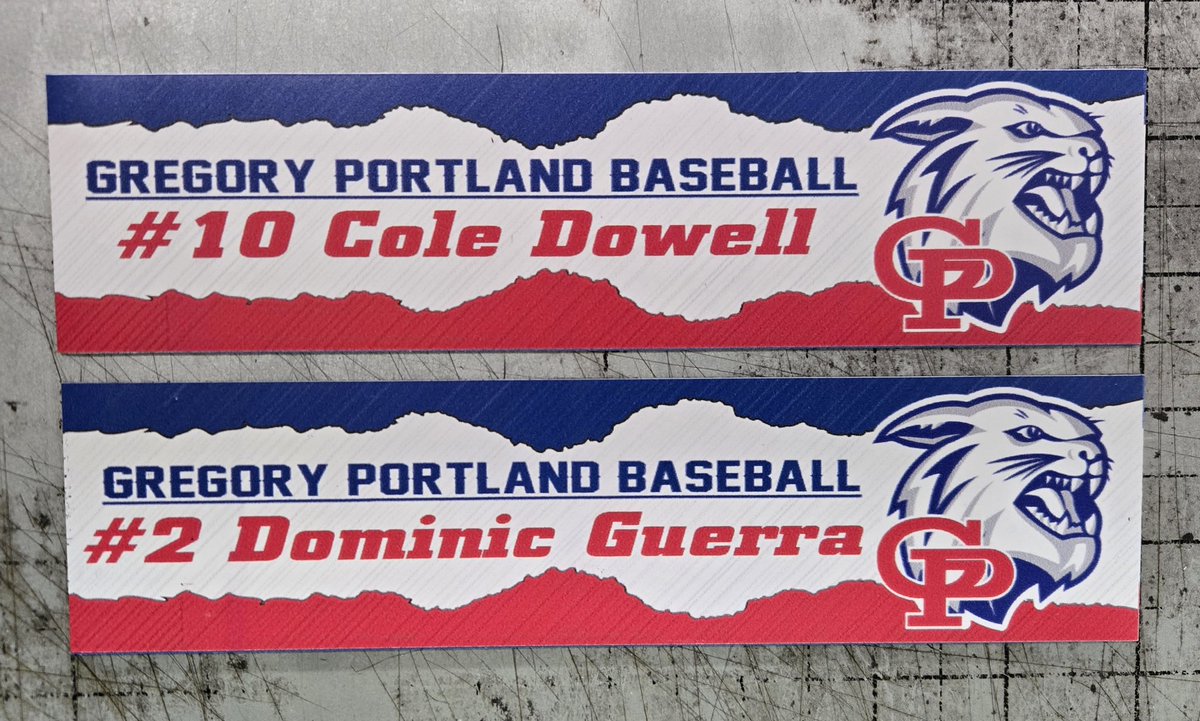 GREGORY PORTLAND BASEBALL
#10 Cole Dowell
GP
GREGORY PORTLAND BASEBALL
#2 Dominic Guerra
GP